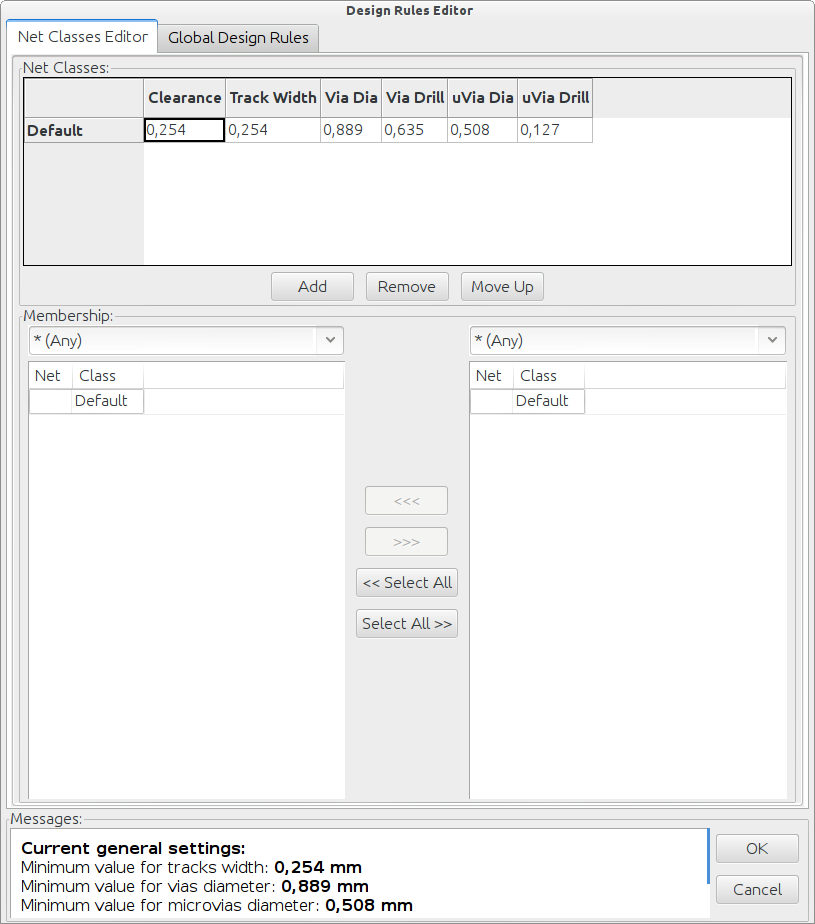 Design Rules Editor
Net Classes Editor Global Design Rules
Net Classes:
Clearance Track Width Via Dia Via Drill uVia Dia uVia Drill
Default 0,254 0,254 0,889 0,635 0,508 0,127
Add Remove Move Up
Membership:
* (Any) * (Any)
Net Class Net Class
Default Default
<<<
>>>
<< Select All
Select All >>
Messages:
Current general settings:
Minimum value for tracks width: 0,254 mm
Minimum value for vias diameter: 0,889 mm
Minimum value for microvias diameter: 0,508 mm
OK
Cancel